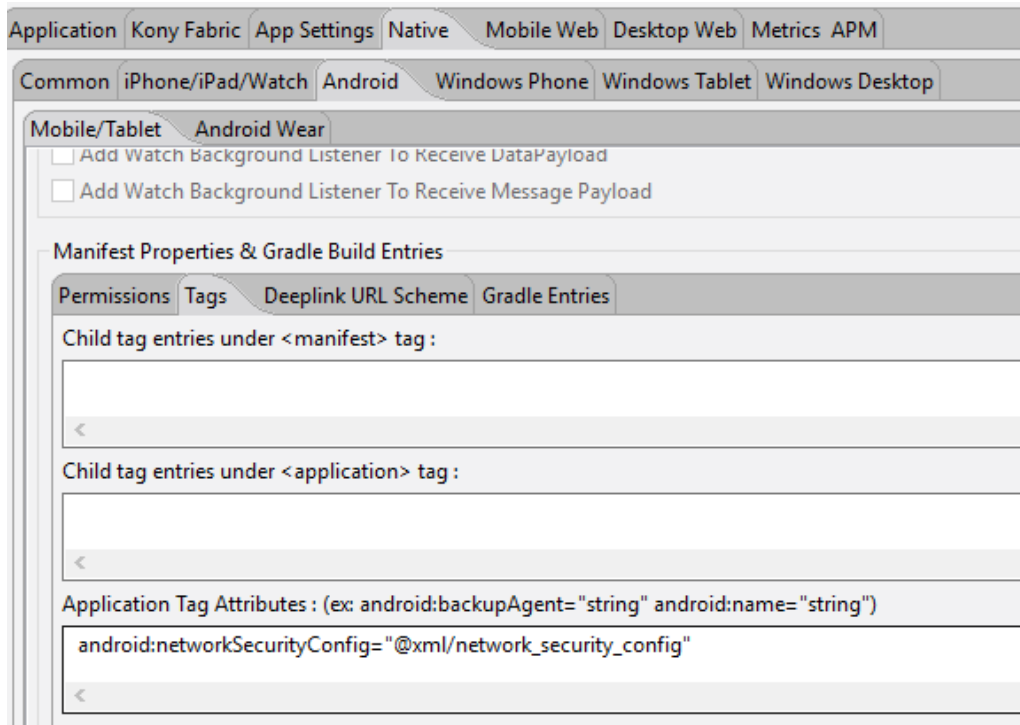 Application Kony Fabric App Settings Native Mobile Web Desktop Web Metrics APM
Common iPhone/iPad/Watch Android Windows Phone Windows Tablet Windows Desktop
Mobile/Tablet Android Wear
Add Watch Background Listener To Receive DataPayload
Add Watch Background Listener To Receive Message Payload
Manifest Properties & Gradle Build Entries
Permissions Tags Deeplink URL Scheme Gradle Entries
Child tag entries under <manifest> tag :
Child tag entries under <application> tag :
Application Tag Attributes : (ex: android:backupAgent="string" android:name="string")
android:networkSecurityConfig="@xml/network_security_config"